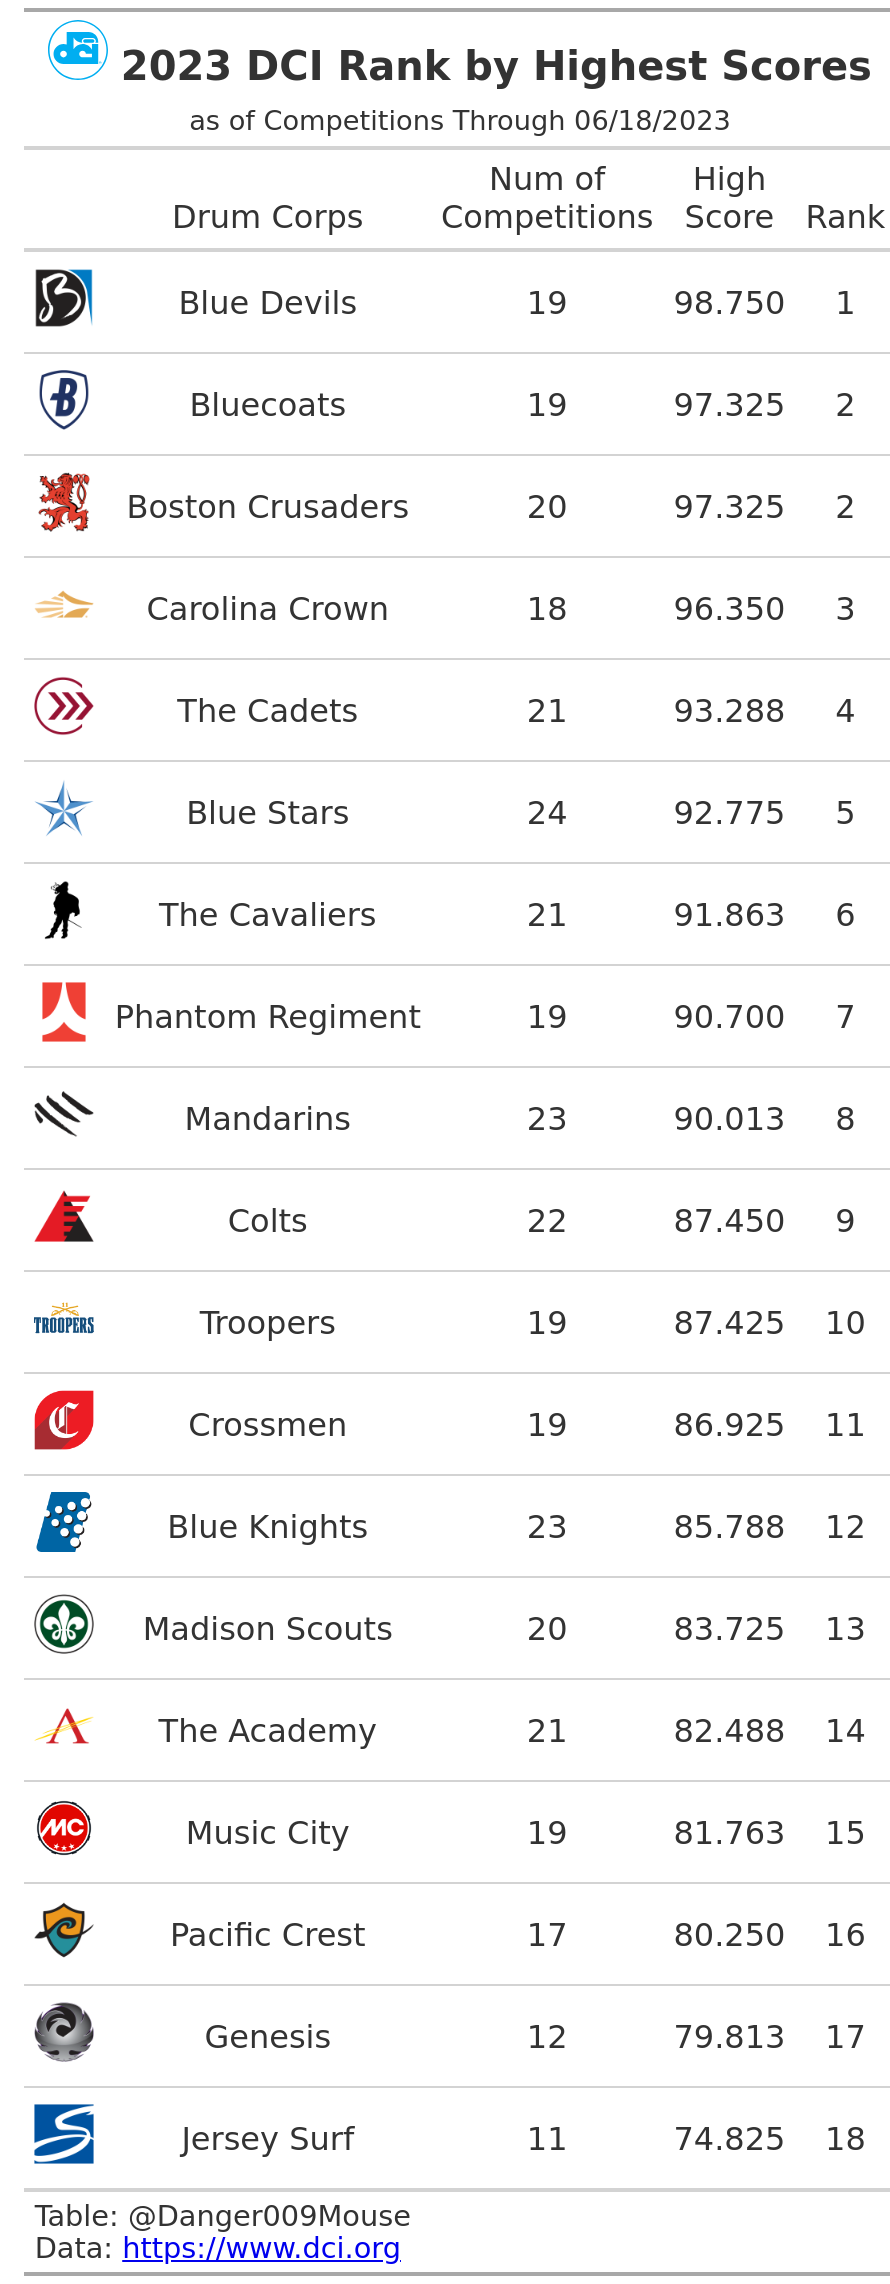 dci 2023 DCI Rank by Highest Scores
as of Competitions Through 06/18/2023
Drum Corps Num of Competitions High Score Rank
B Blue Devils 19 98.750 1
B Bluecoats 19 97.325 2
Boston Crusaders 20 97.325 2
Carolina Crown 18 96.350 3
The Cadets 21 93.288 4
Blue Stars 24 92.775 5
The Cavaliers 21 91.863 6
Phantom Regiment 19 90.700 7
Mandarins 23 90.013 8
Colts 22 87.450 9
TROOPERS Troopers 19 87.425 10
C Crossmen 19 86.925 11
Blue Knights 23 85.788 12
Madison Scouts 20 83.725 13
A The Academy 21 82.488 14
MC Music City 19 81.763 15
Pacific Crest 17 80.250 16
Genesis 12 79.813 17
S Jersey Surf 11 74.825 18
Table: @Danger009Mouse
Data: https://www.dci.org